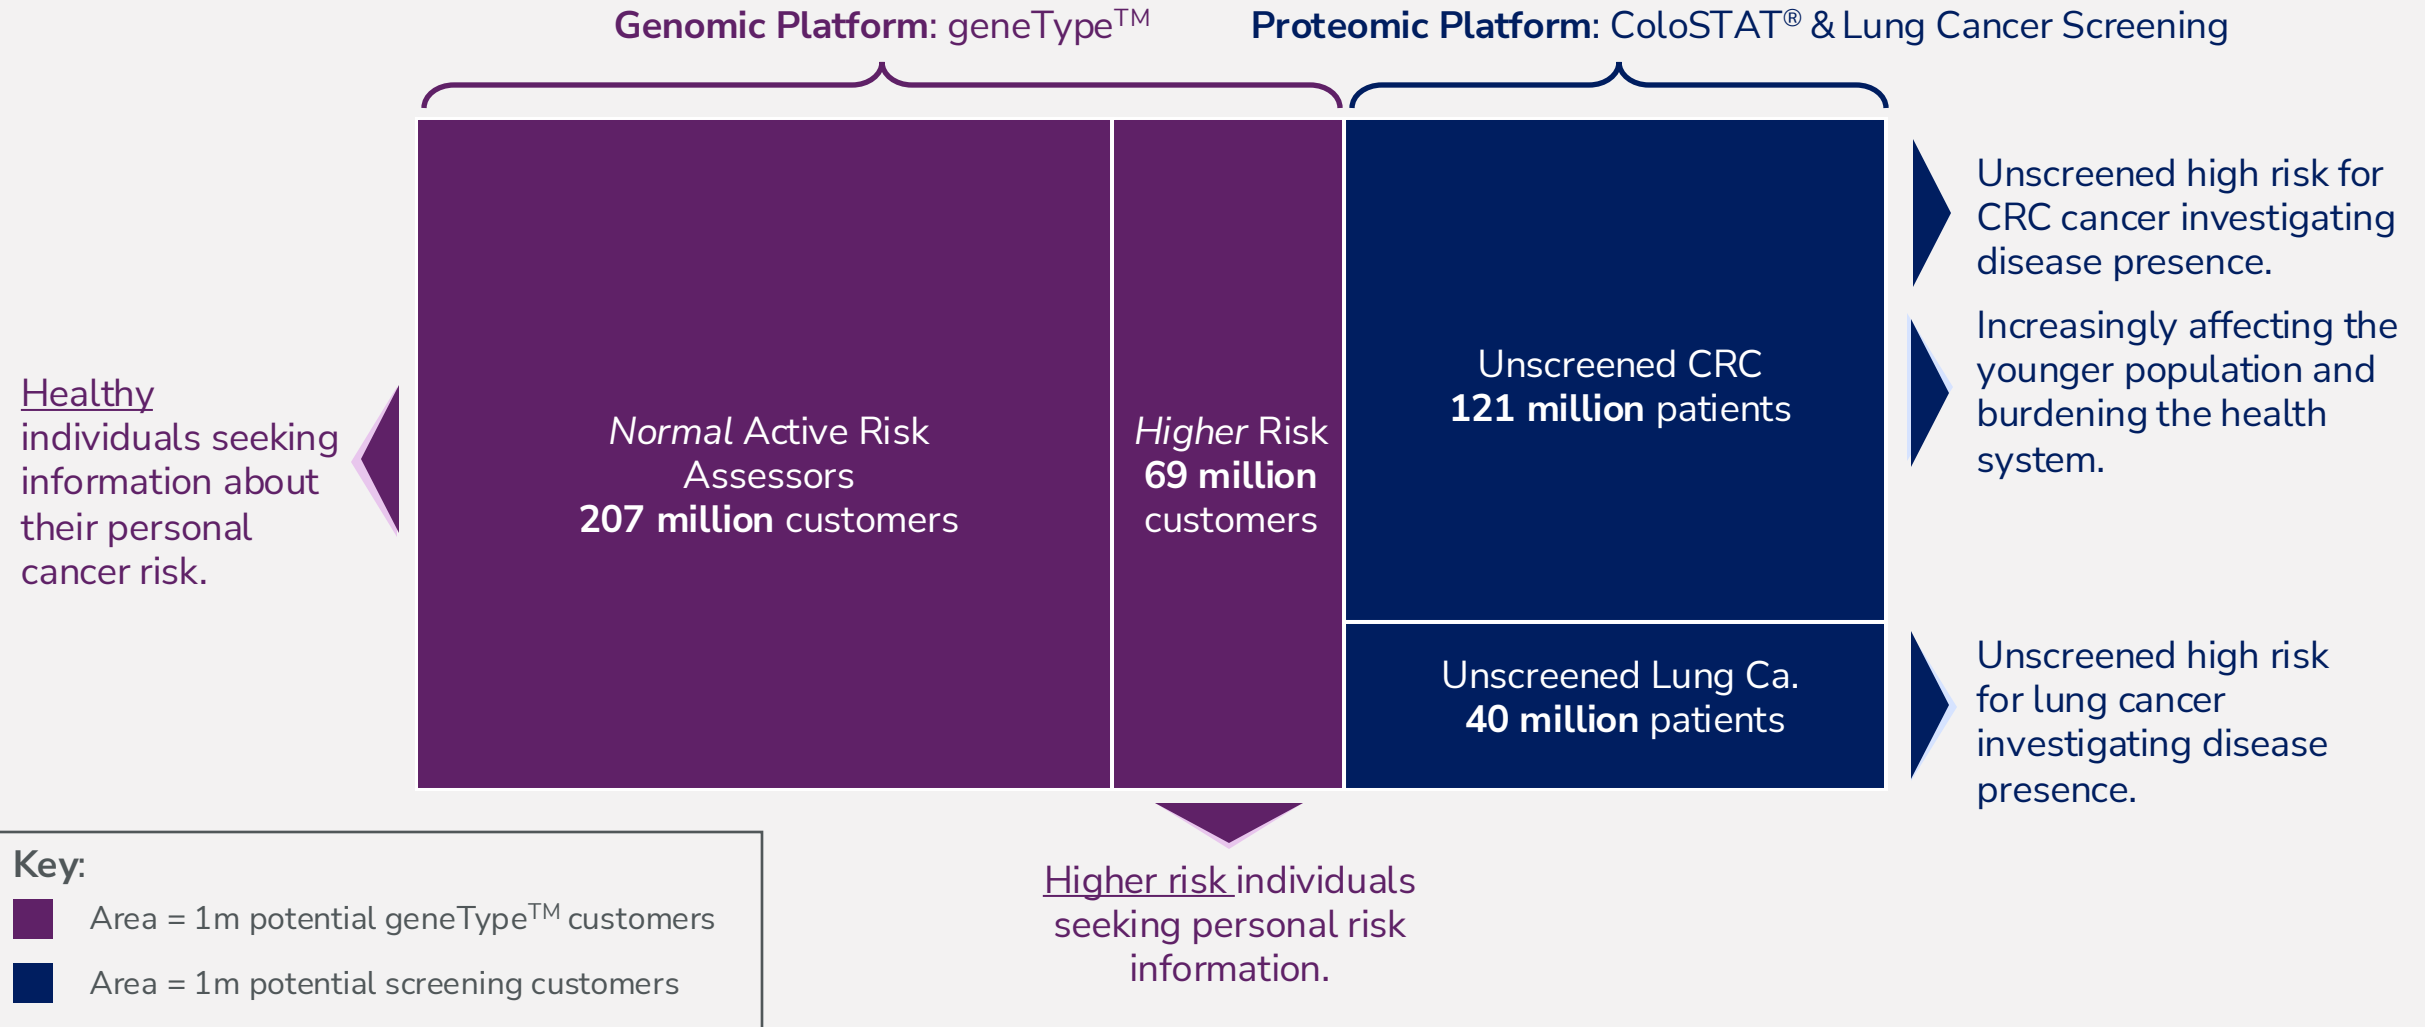 Genomic Platform: geneType™
Proteomic Platform: ColoSTAT® & Lung Cancer Screening
Healthy
individuals seeking
information about
their personal
cancer risk.
Normal Active Risk
Assessors
207 million customers
Higher Risk
69 million
customers
Unscreened CRC
121 million patients
Unscreened Lung Ca.
40 million patients
Unscreened high risk for
CRC cancer investigating
disease presence.
Increasingly affecting the
younger population and
burdening the health
system.
Unscreened high risk
for lung cancer
investigating disease
presence.
Higher risk individuals
seeking personal risk
information.
Key:
Area = 1m potential geneType™ customers
Area = 1m potential screening customers